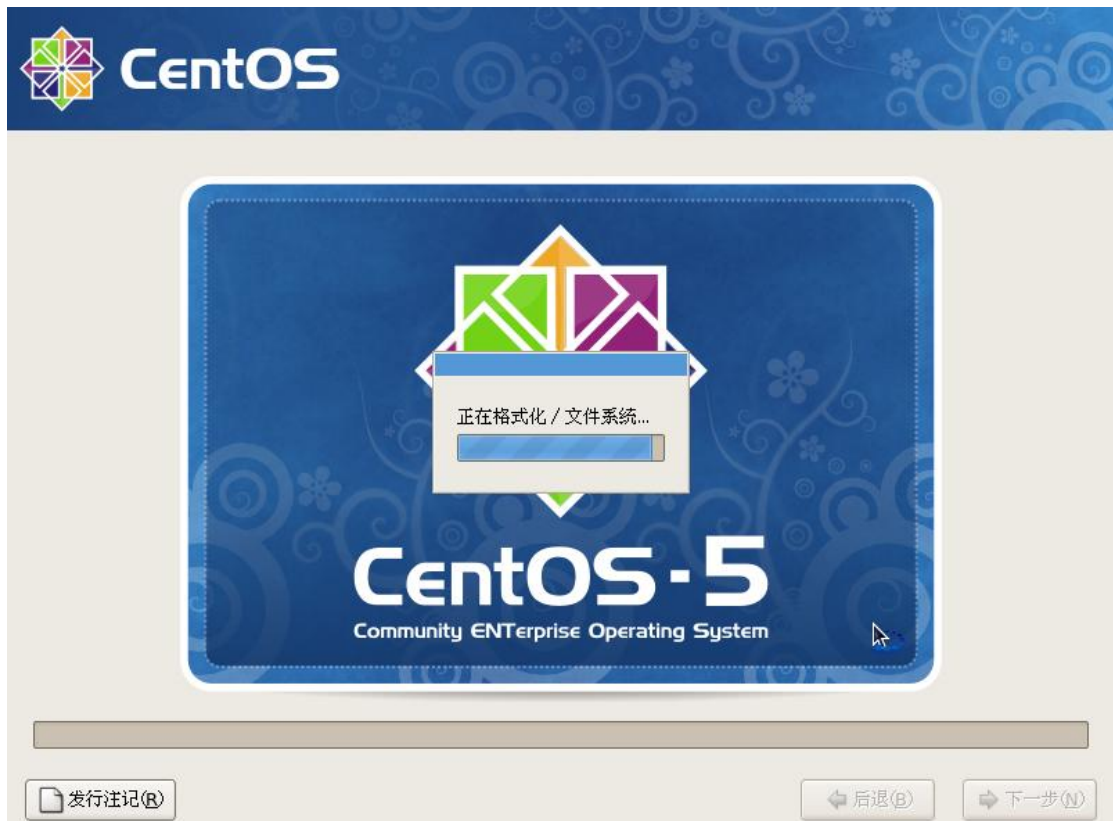 CentOS
正在格式化 / 文件系统...
CentOS-5
Community ENTerprise Operating System
发行注记(R)
后退(B)
下一步(N)